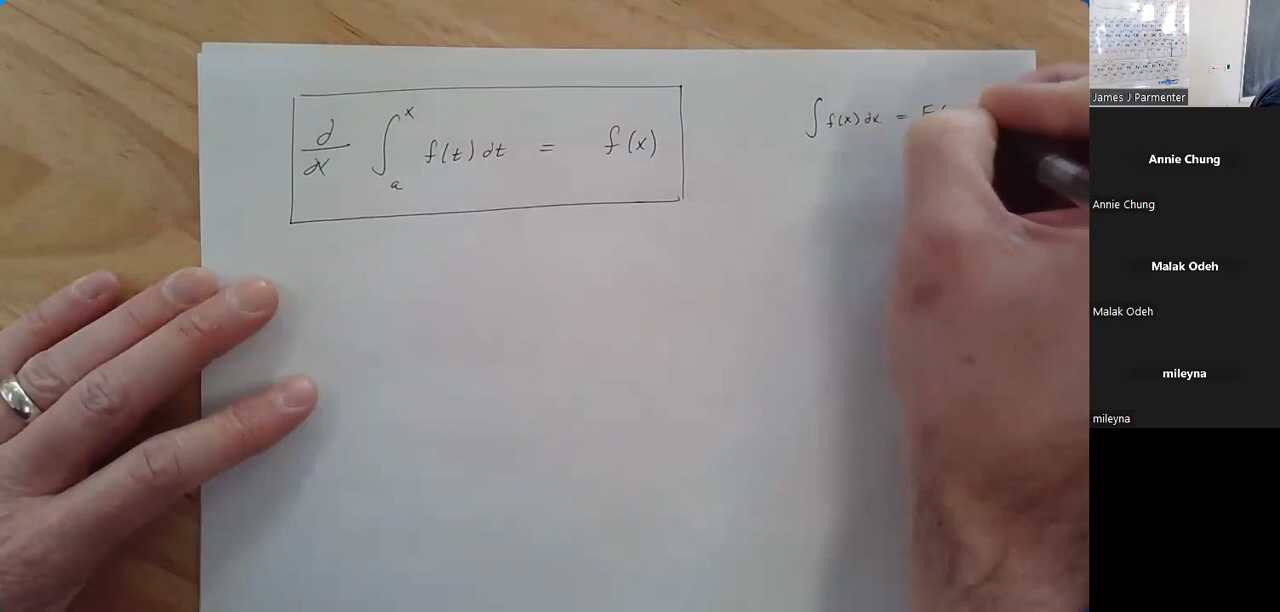 d/dx ∫_a^x f(t) dt = f(x)
∫ f(x) dx = F(
James J Parmenter
Annie Chung
Annie Chung
Malak Odeh
Malak Odeh
mileyna
mileyna